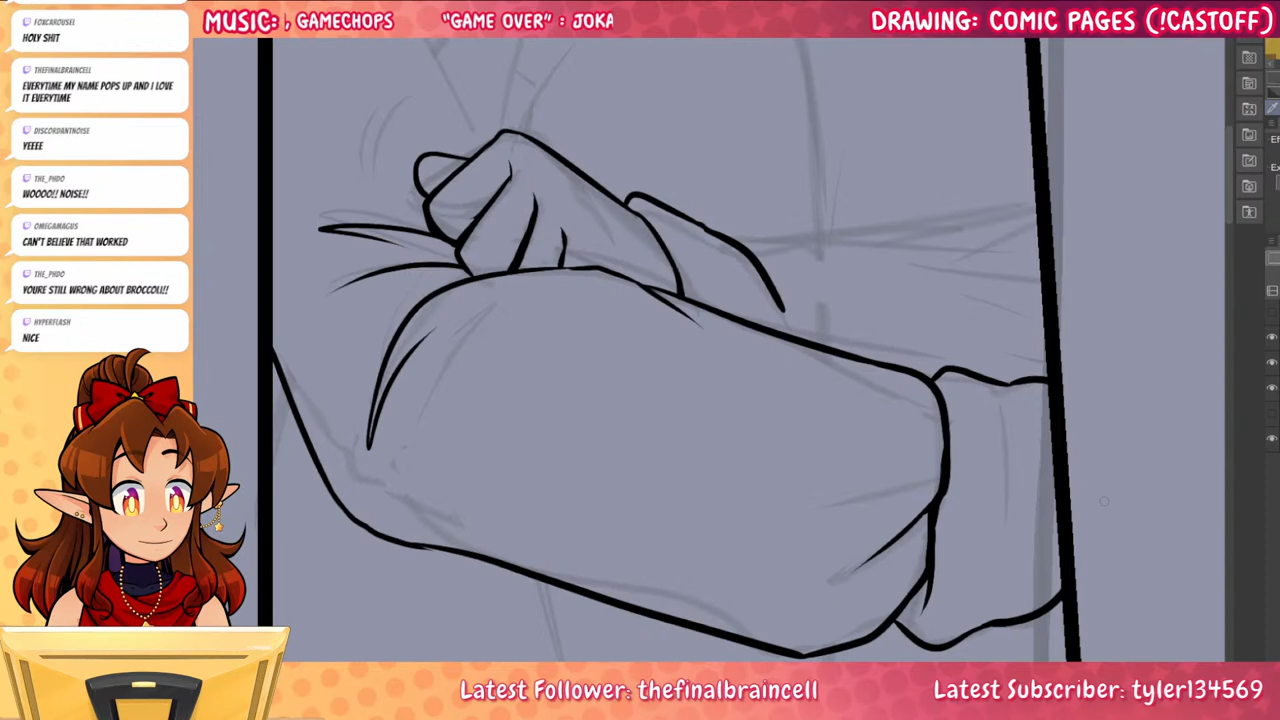 MUSIC: , GAMECHOPS "GAME OVER" : JOKA
DRAWING: COMIC PAGES (!CASTOFF)
FOXCAROUSEL
HOLY SHIT
THEFINALBRAINCELL
EVERYTIME MY NAME POPS UP AND I LOVE
IT EVERYTIME
DISCORDANTNOISE
YEEEE
THE_PHDO
WOOOO!! NOISE!!
OMEGAMAGUS
CAN'T BELIEVE THAT WORKED
THE_PHDO
YOURE STILL WRONG ABOUT BROCCOLI!!
HYPERFLASH
NICE
Ef
Ex
Latest Follower: thefinalbraincell
Latest Subscriber: tyler134569